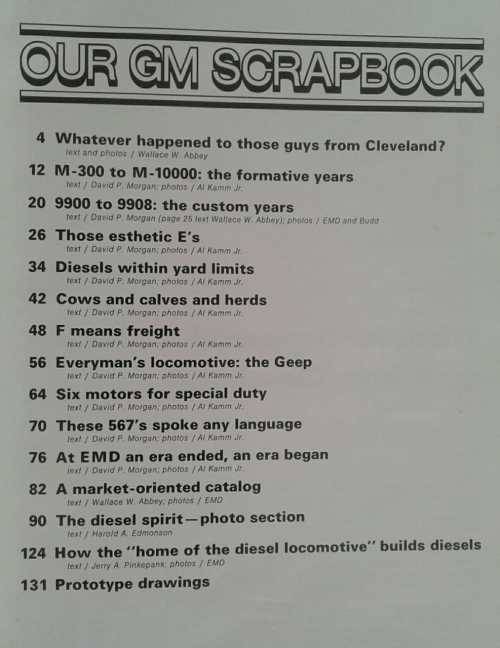 OUR GM SCRAPBOOK
4 Whatever happened to those guys from Cleveland?
text and photos / Wallace W. Abbey
12 M-300 to M-10000: the formative years
text / David P. Morgan; photos / Al Kamm Jr.
20 9900 to 9908: the custom years
text / David P. Morgan (page 25 text Wallace W. Abbey); photos / EMD and Budd
26 Those esthetic E's
text / David P. Morgan; photos / Al Kamm Jr.
34 Diesels within yard limits
text / David P. Morgan; photos / Al Kamm Jr.
42 Cows and calves and herds
text / David P. Morgan; photos / Al Kamm Jr.
48 F means freight
text / David P. Morgan; photos / Al Kamm Jr.
56 Everyman's locomotive: the Geep
text / David P. Morgan; photos / Al Kamm Jr.
64 Six motors for special duty
text / David P. Morgan; photos / Al Kamm Jr.
70 These 567's spoke any language
text / David P. Morgan; photos / Al Kamm Jr.
76 At EMD an era ended, an era began
text / David P. Morgan; photos / Al Kamm Jr.
82 A market-oriented catalog
text / Wallace W. Abbey; photos / EMD
90 The diesel spirit—photo section
text / Harold A. Edmonson
124 How the "home of the diesel locomotive" builds diesels
text / Jerry A. Pinkepank; photos / EMD
131 Prototype drawings